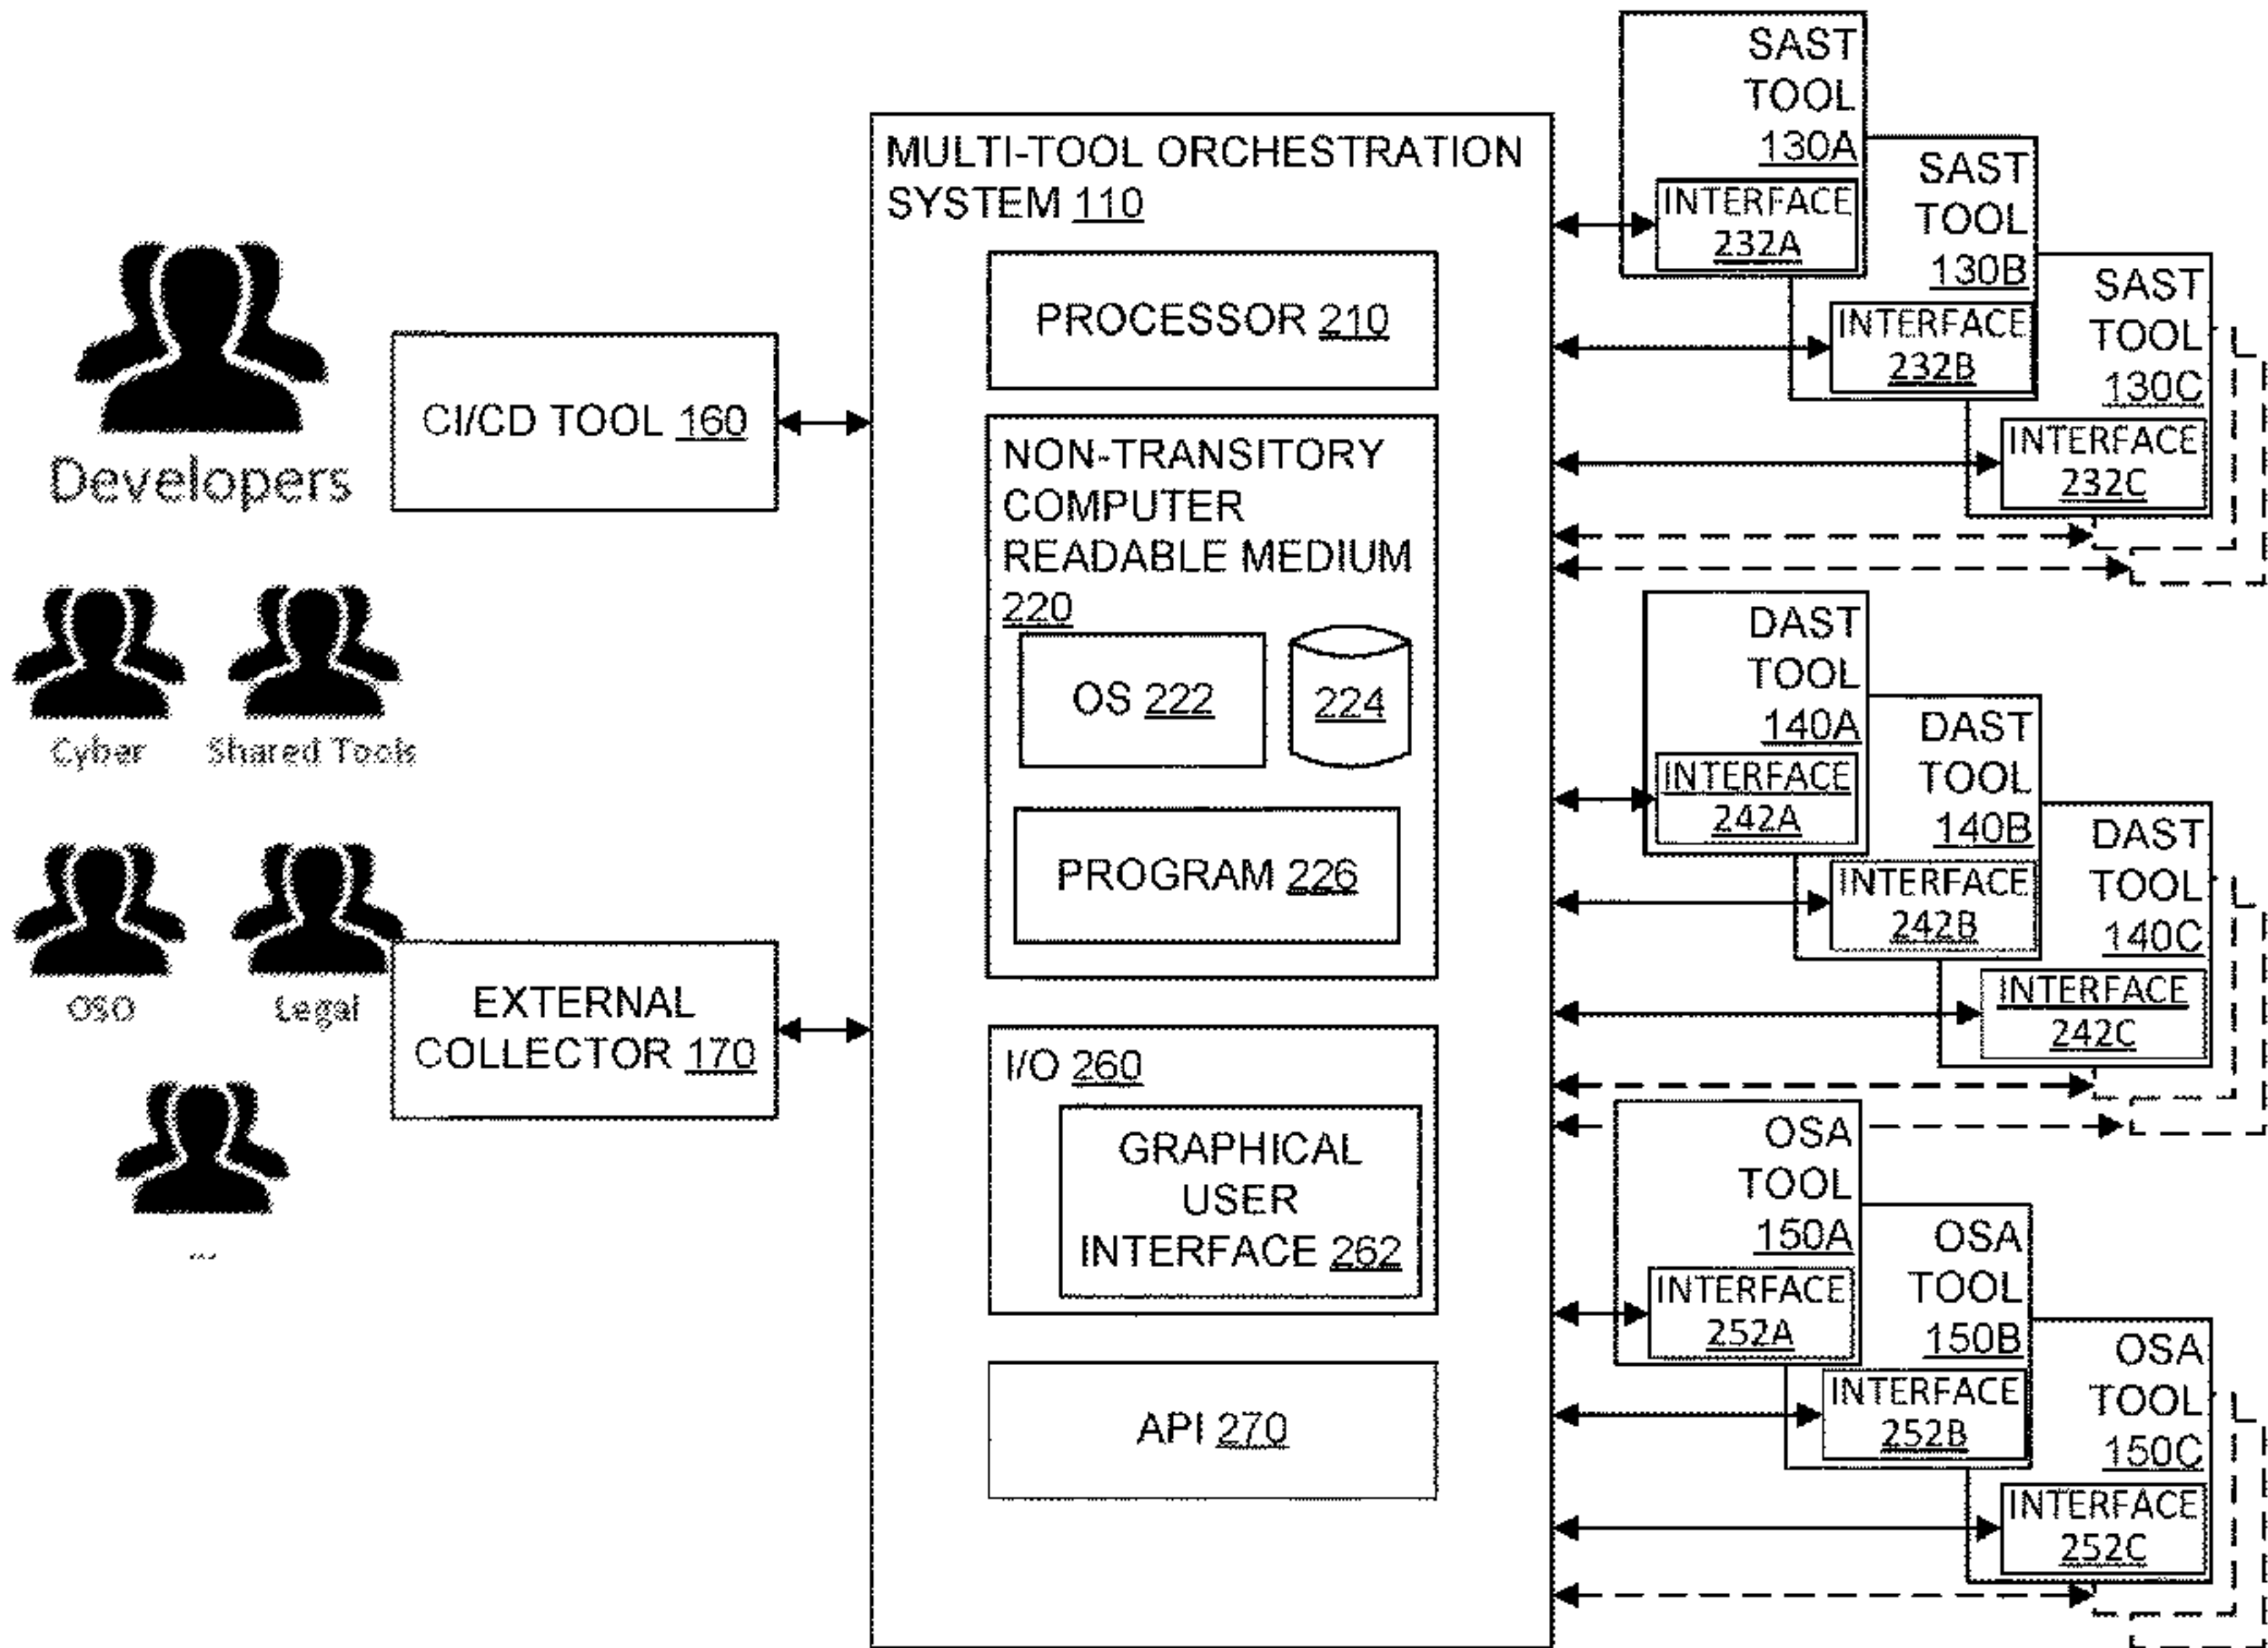 Developers
Cyber
Shared Tools
OSO
Legal
...
CI/CD TOOL 160
EXTERNAL
COLLECTOR 170
MULTI-TOOL ORCHESTRATION
SYSTEM 110
PROCESSOR 210
NON-TRANSITORY
COMPUTER
READABLE MEDIUM
220
OS 222
224
PROGRAM 226
I/O 260
GRAPHICAL
USER
INTERFACE 262
API 270
SAST
TOOL
130A
INTERFACE
232A
SAST
TOOL
130B
INTERFACE
232B
SAST
TOOL
130C
INTERFACE
232C
DAST
TOOL
140A
INTERFACE
242A
DAST
TOOL
140B
INTERFACE
242B
DAST
TOOL
140C
INTERFACE
242C
OSA
TOOL
150A
INTERFACE
252A
OSA
TOOL
150B
INTERFACE
252B
OSA
TOOL
150C
INTERFACE
252C